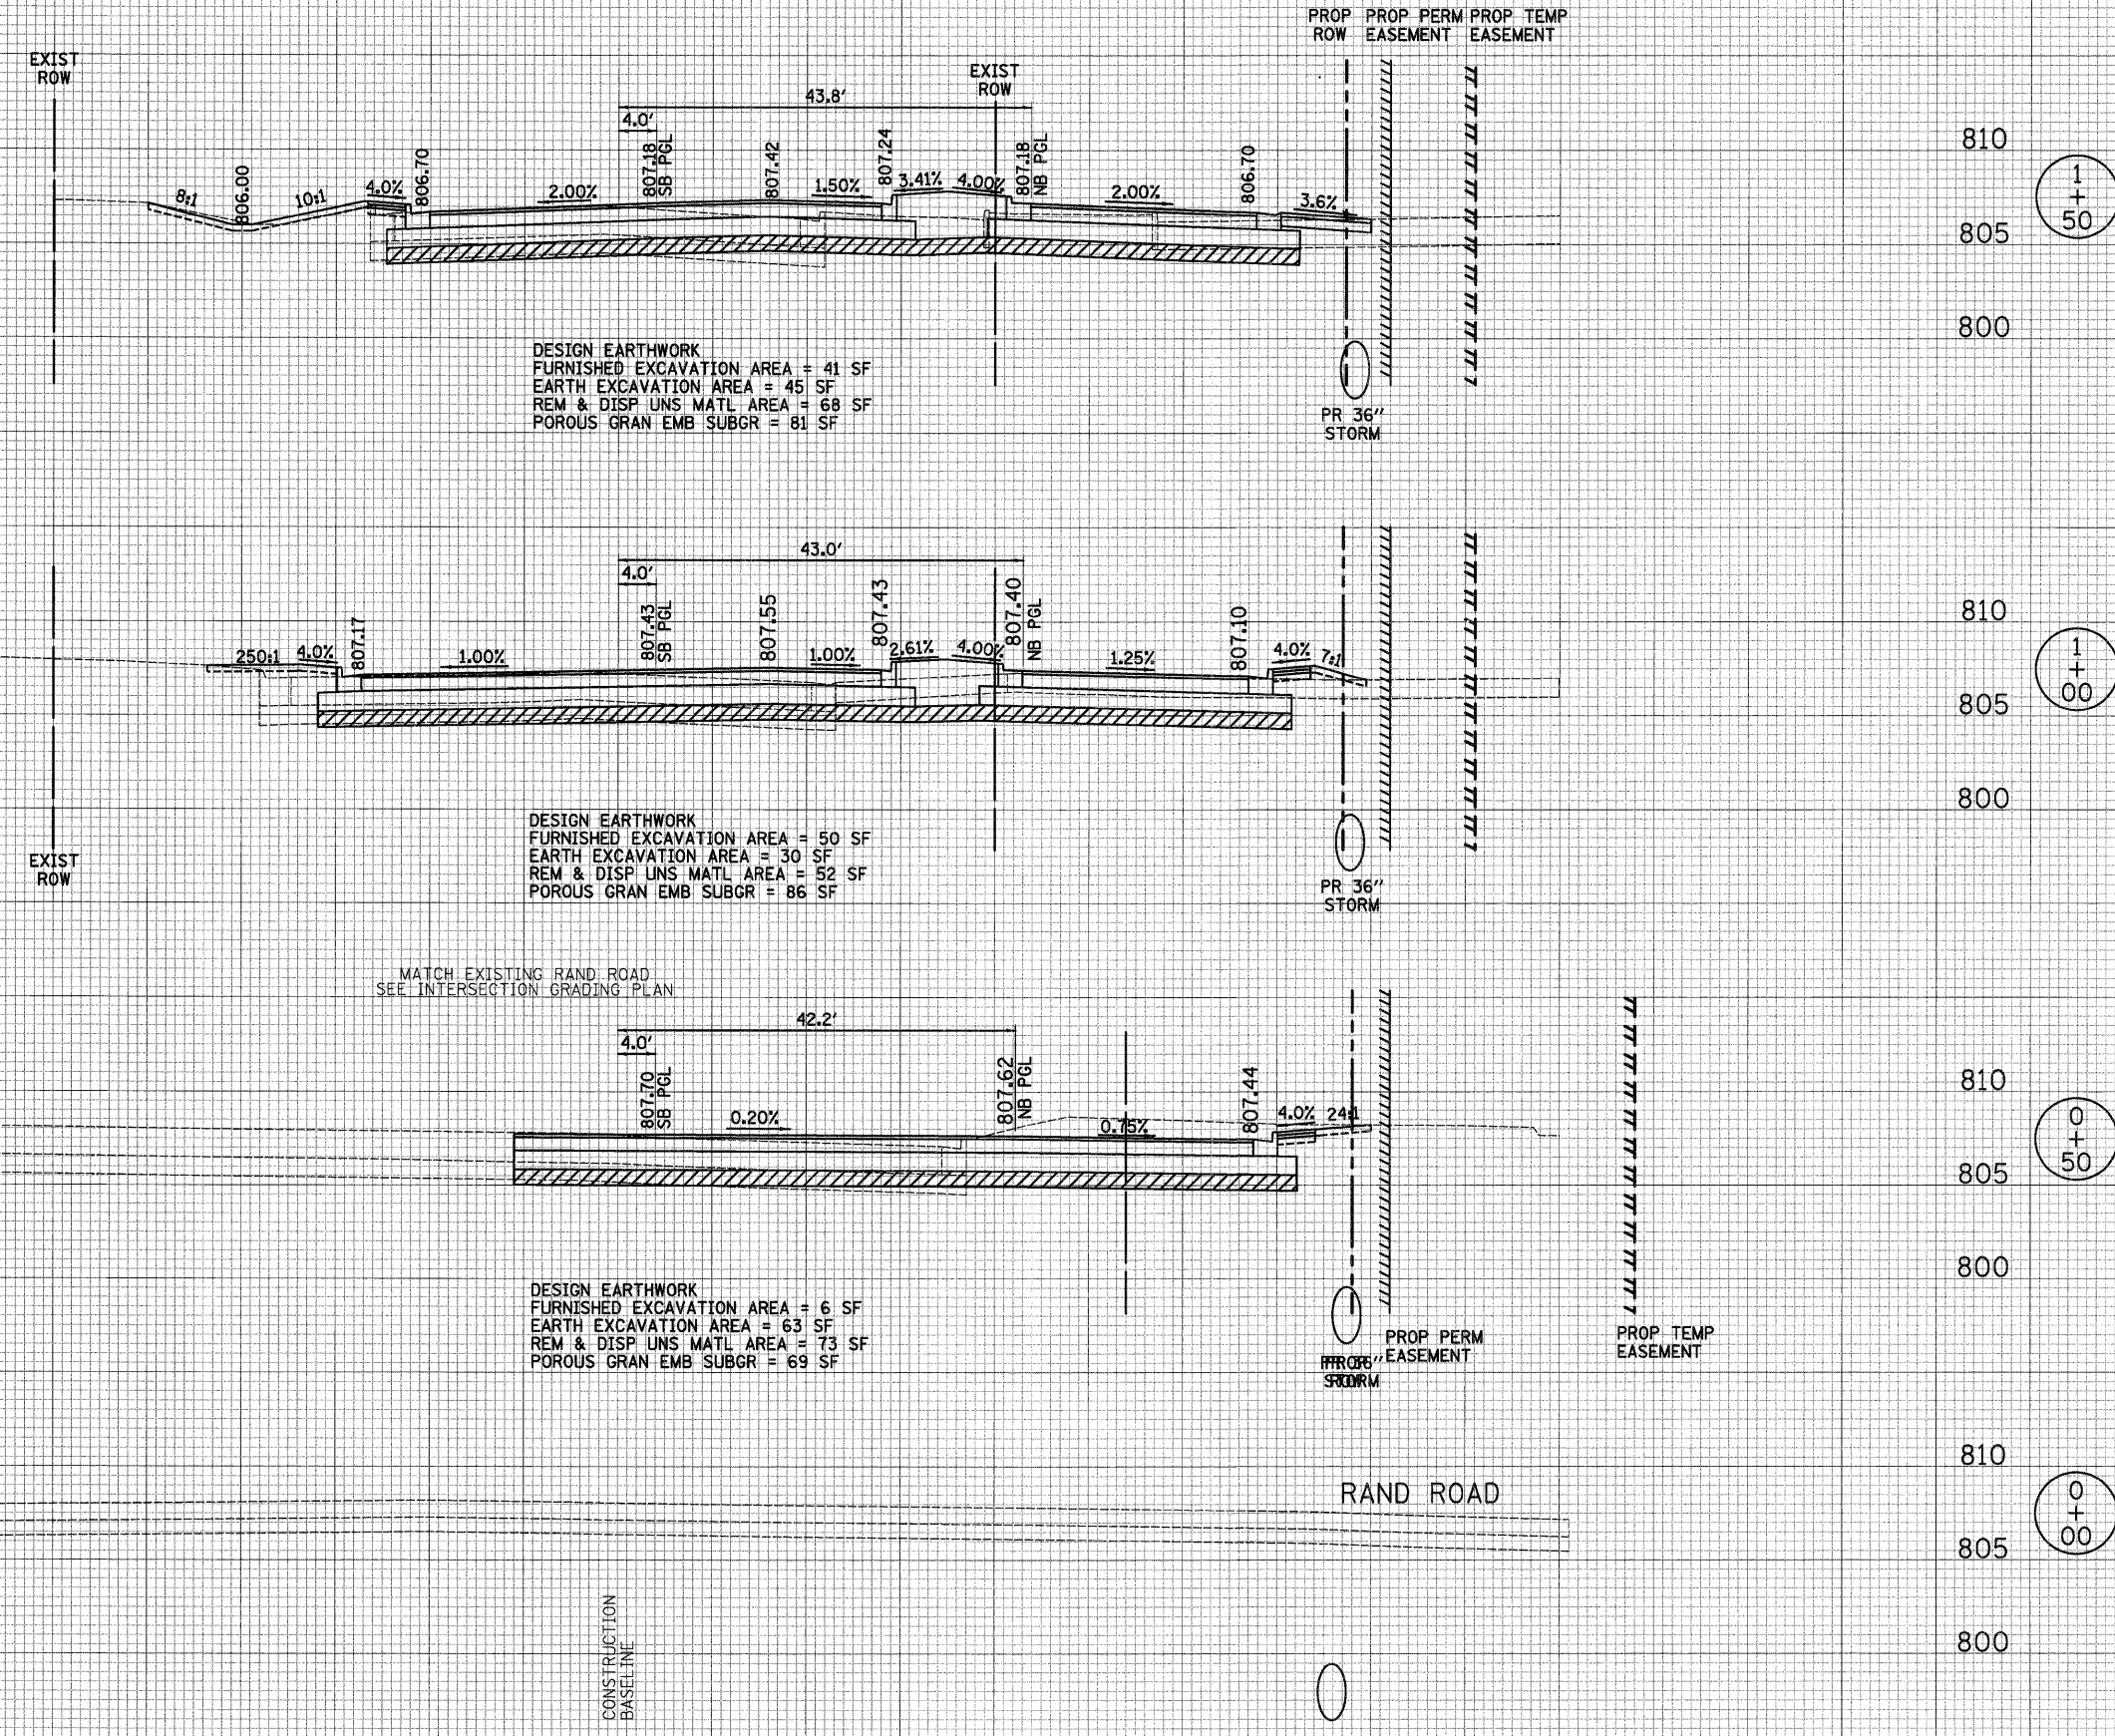 PROP ROW
PROP PERM EASEMENT
PROP TEMP EASEMENT
EXIST
ROW
EXIST
ROW
43.8'
4.0'
8:1
806.00
10:1
4.0%
806.70
2.00%
807.18
SB PGL
807.42
1.50%
807.24
3.41%
4.00%
807.18
NB PGL
2.00%
806.70
3.6%
810
805
800
1
+
50
DESIGN EARTHWORK
FURNISHED EXCAVATION AREA = 41 SF
EARTH EXCAVATION AREA = 45 SF
REM & DISP UNS MATL AREA = 68 SF
POROUS GRAN EMB SUBGR = 81 SF
PR 36"
STORM
43.0'
4.0'
250:1
4.0%
807.17
1.00%
807.43
SB PGL
807.55
1.00%
807.43
2.61%
4.00%
807.40
NB PGL
1.25%
807.10
4.0%
7:1
810
805
800
1
+
00
EXIST
ROW
DESIGN EARTHWORK
FURNISHED EXCAVATION AREA = 50 SF
EARTH EXCAVATION AREA = 30 SF
REM & DISP UNS MATL AREA = 52 SF
POROUS GRAN EMB SUBGR = 86 SF
PR 36"
STORM
MATCH EXISTING RAND ROAD
SEE INTERSECTION GRADING PLAN
42.2'
4.0'
807.70
SB PGL
0.20%
807.62
NB PGL
0.75%
807.44
4.0%
24:1
810
805
800
0
+
50
DESIGN EARTHWORK
FURNISHED EXCAVATION AREA = 6 SF
EARTH EXCAVATION AREA = 63 SF
REM & DISP UNS MATL AREA = 73 SF
POROUS GRAN EMB SUBGR = 69 SF
PR 36"
STORM
PROP
ROW
PROP PERM
EASEMENT
PROP TEMP
EASEMENT
RAND ROAD
810
805
800
0
+
00
CONSTRUCTION
BASELINE